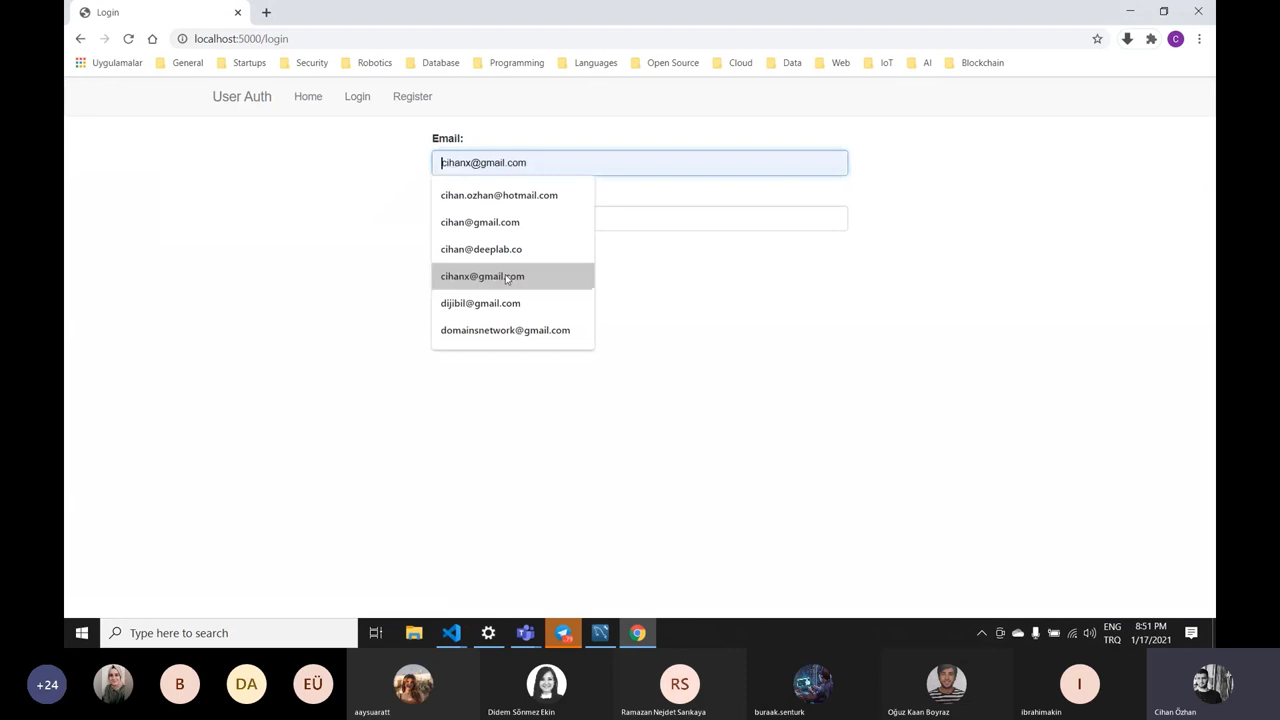 Login
localhost:5000/login
Uygulamalar General Startups Security Robotics Database Programming Languages Open Source Cloud Data Web IoT AI Blockchain
User Auth Home Login Register
Email:
cihanx@gmail.com
cihan.ozhan@hotmail.com
cihan@gmail.com
cihan@deeplab.co
cihanx@gmail.com
dijibil@gmail.com
domainsnetwork@gmail.com
Type here to search
ENG 8:51 PM
TRQ 1/17/2021
+24 B DA EÜ RS I
aaysuaratt Didem Sönmez Ekin Ramazan Nejdet Sarıkaya buraak.senturk Oğuz Kaan Boyraz ibrahimakin Cihan Özhan